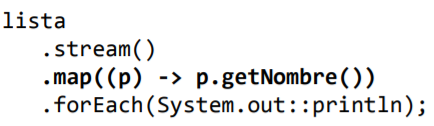 lista
.stream()
.map((p) -> p.getNombre())
.forEach(System.out::println);